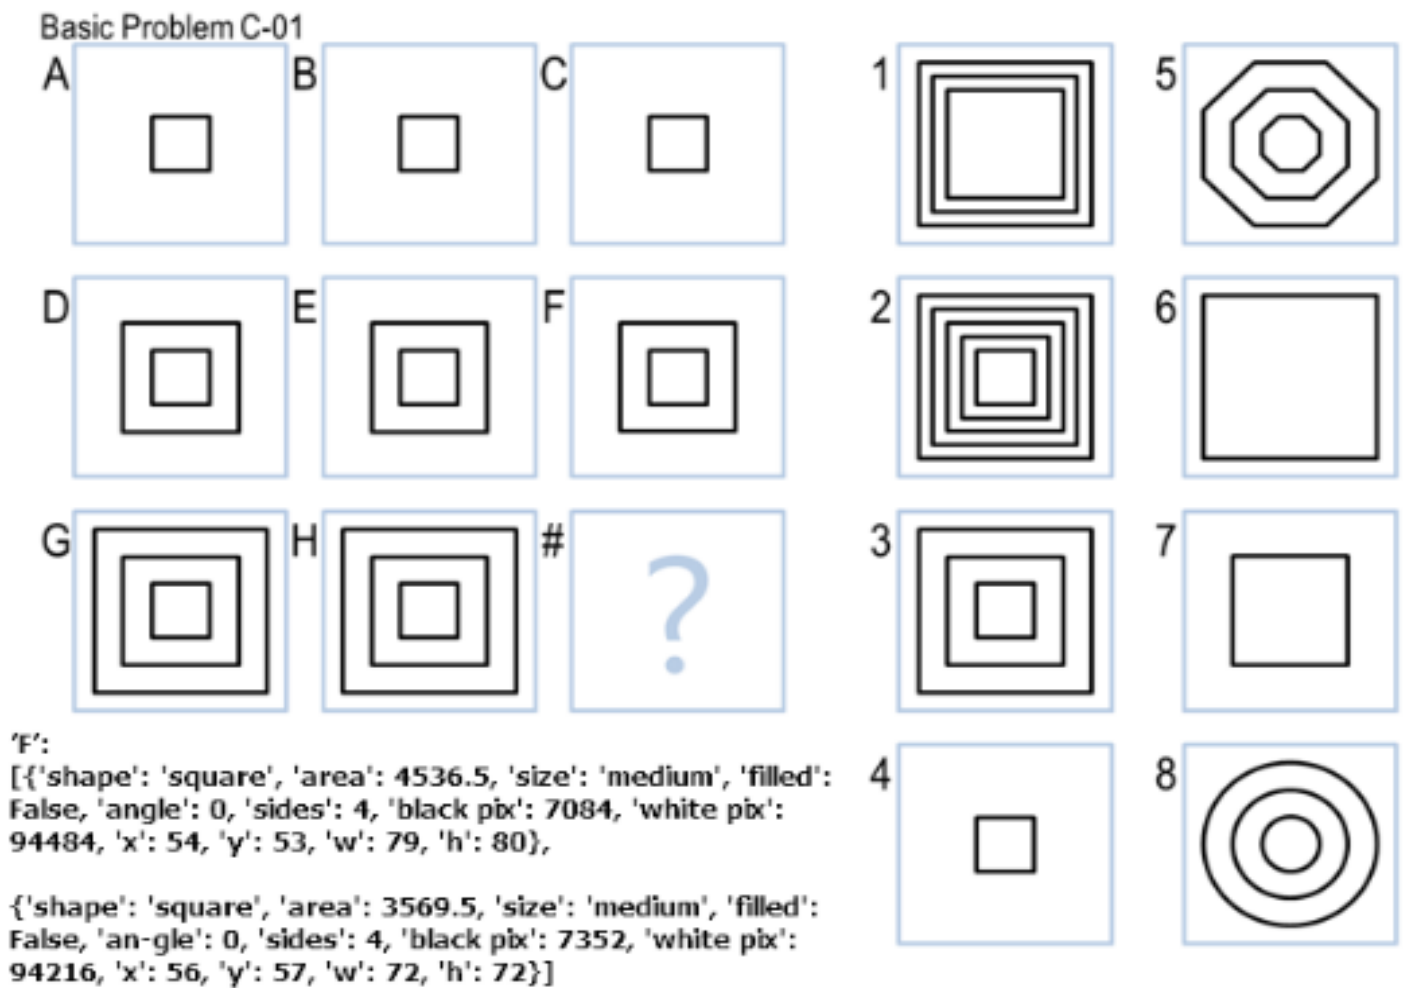 Basic Problem C-01
A B C 1 5
D E F 2 6
G H # ? 3 7
4 8
'F':
[{'shape': 'square', 'area': 4536.5, 'size': 'medium', 'filled':
False, 'angle': 0, 'sides': 4, 'black pix': 7084, 'white pix':
94484, 'x': 54, 'y': 53, 'w': 79, 'h': 80},
{'shape': 'square', 'area': 3569.5, 'size': 'medium', 'filled':
False, 'an-gle': 0, 'sides': 4, 'black pix': 7352, 'white pix':
94216, 'x': 56, 'y': 57, 'w': 72, 'h': 72}]